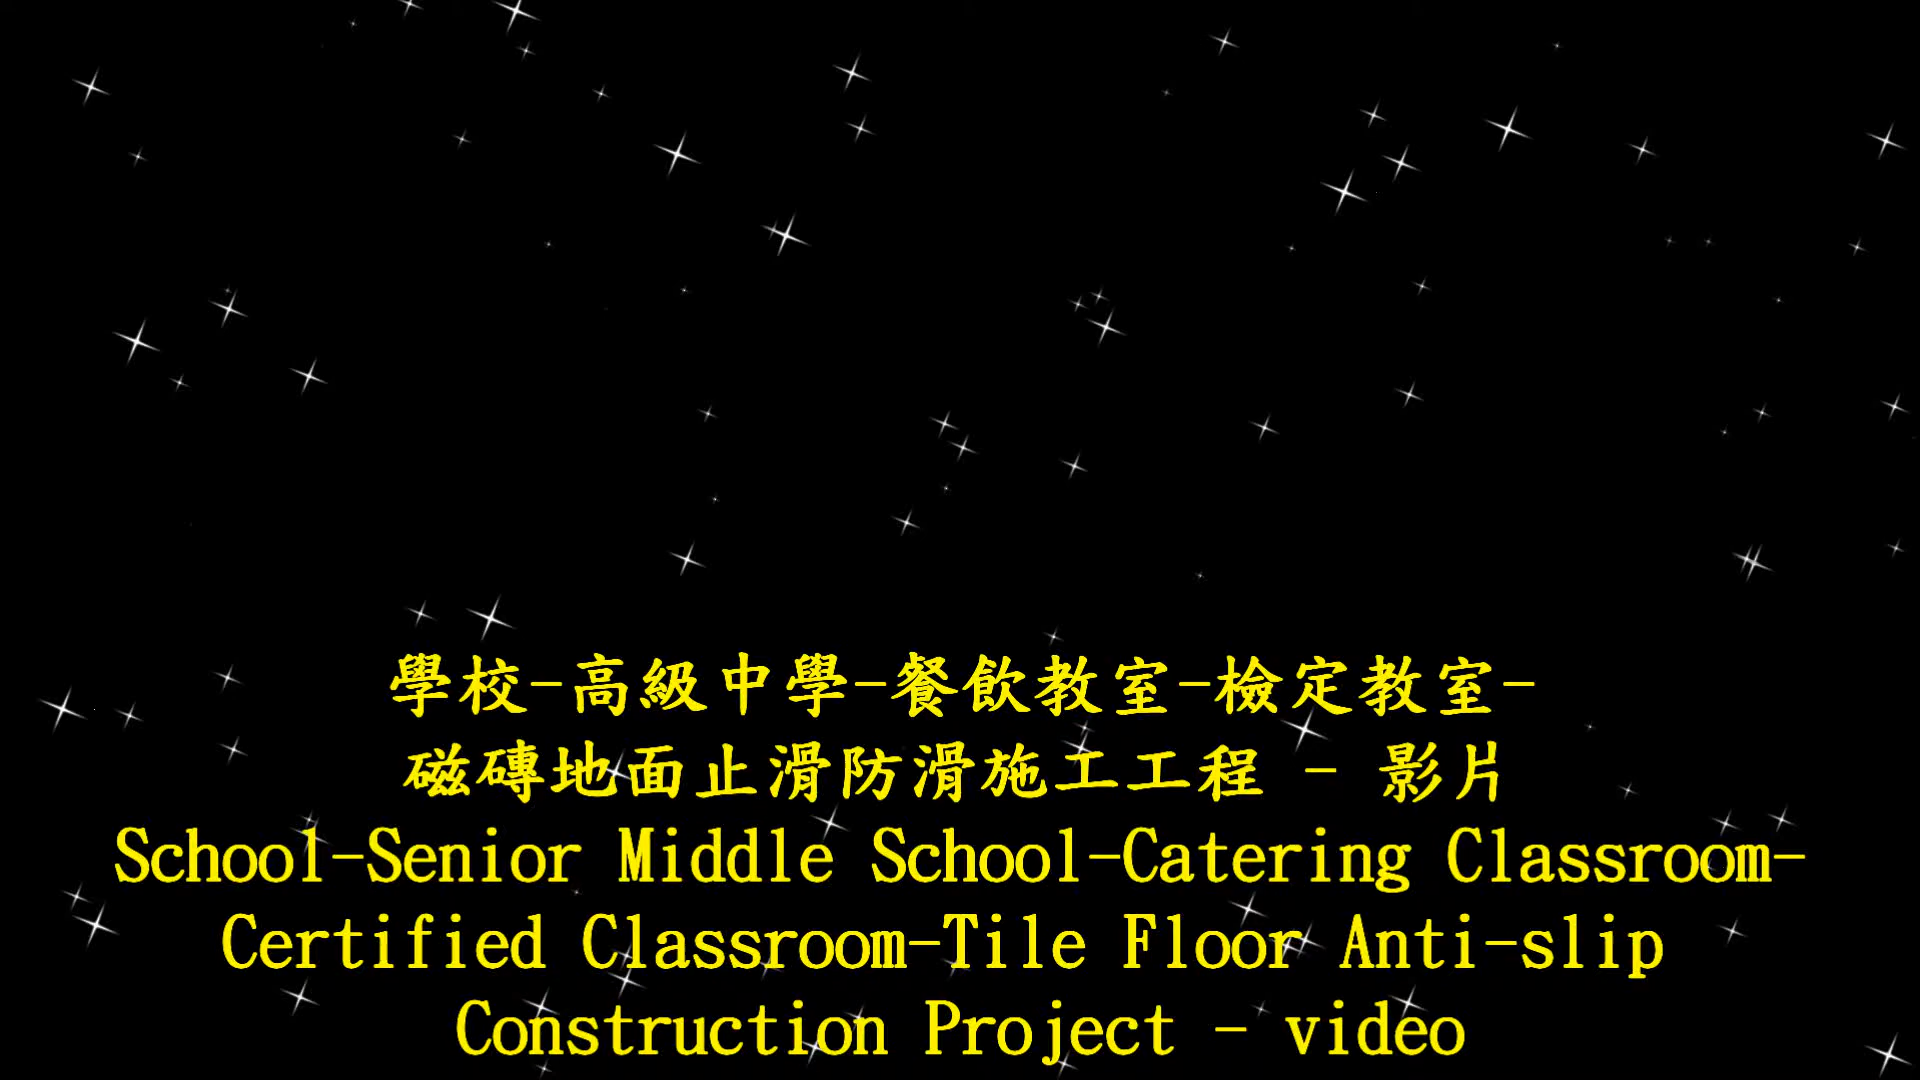 學校-高級中學-餐飲教室-檢定教室-
磁磚地面止滑防滑施工工程 - 影片
School-Senior Middle School-Catering Classroom-
Certified Classroom-Tile Floor Anti-slip
Construction Project - video